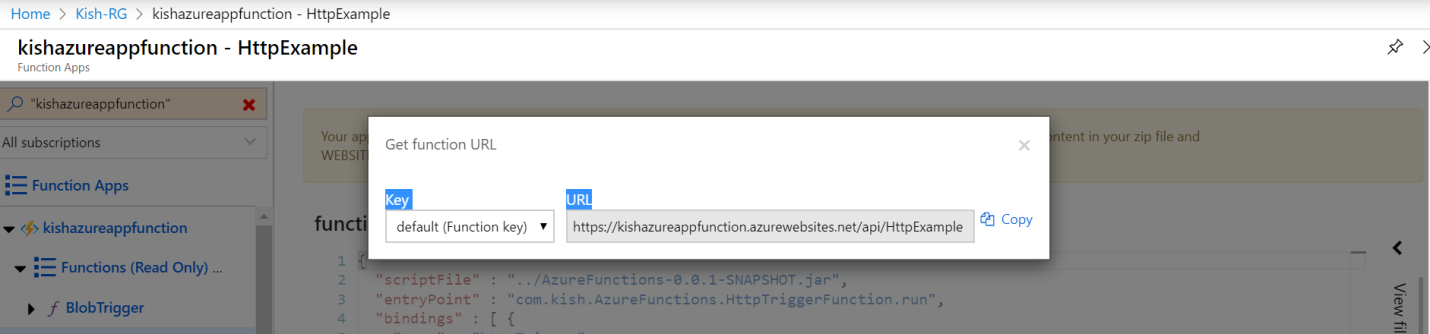 Home > Kish-RG > kishazureappfunction - HttpExample
kishazureappfunction - HttpExample
Function Apps
"kishazureappfunction"
All subscriptions
Function Apps
kishazureappfunction
Functions (Read Only) ...
BlobTrigger
Your ap
ontent in your zip file and
WEBSIT
Get function URL
Key
URL
default (Function key)
https://kishazureappfunction.azurewebsites.net/api/HttpExample
Copy
functi
1 {
2 "scriptFile" : "../AzureFunctions-0.0.1-SNAPSHOT.jar",
3 "entryPoint" : "com.kish.AzureFunctions.HttpTriggerFunction.run",
4 "bindings" : [ {
View fil